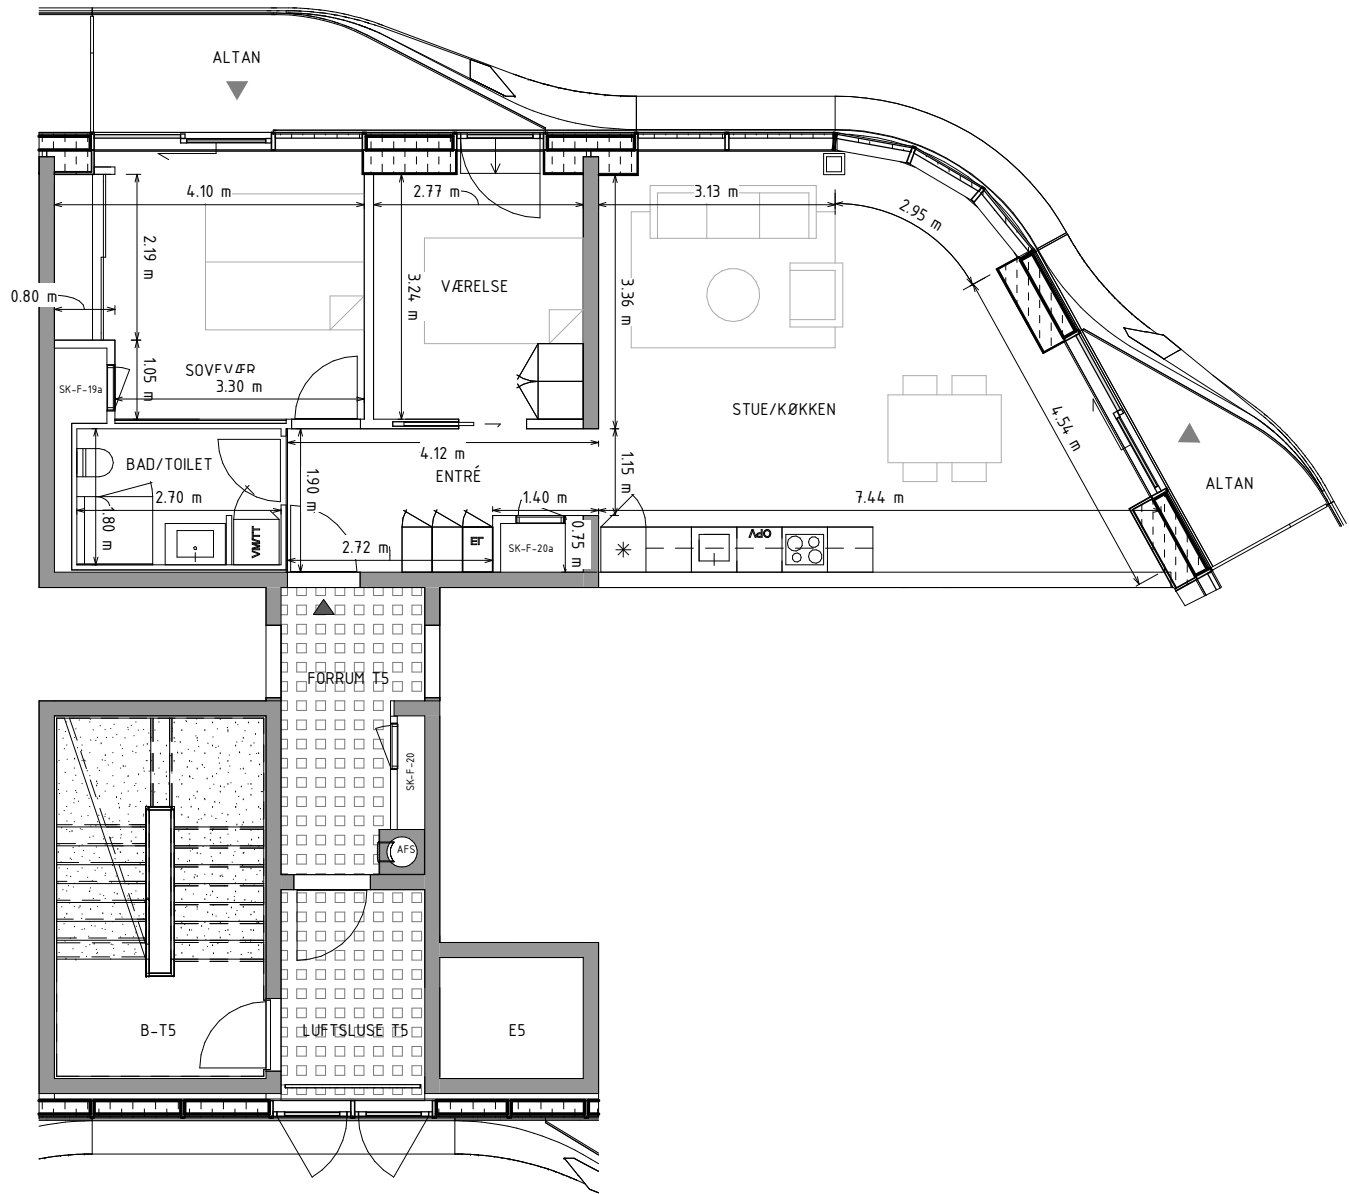 ALTAN
4.10 m
2.77 m
3.13 m
2.95 m
2.19 m
3.24 m
VÆRELSE
3.36 m
0.80 m
1.05 m
SOVEVÆR
3.30 m
SK-F-19a
STUE/KØKKEN
4.54 m
4.12 m
ENTRÉ
BAD/TOILET
2.70 m
1.80 m
1.90 m
1.40 m
1.15 m
7.44 m
ALTAN
VM/TT
2.72 m
EL
SK-F-20a
0.75 m
OPV
FORRUM T5
SK-F-20
AFS
B-T5
LUFTSLUSE T5
E5